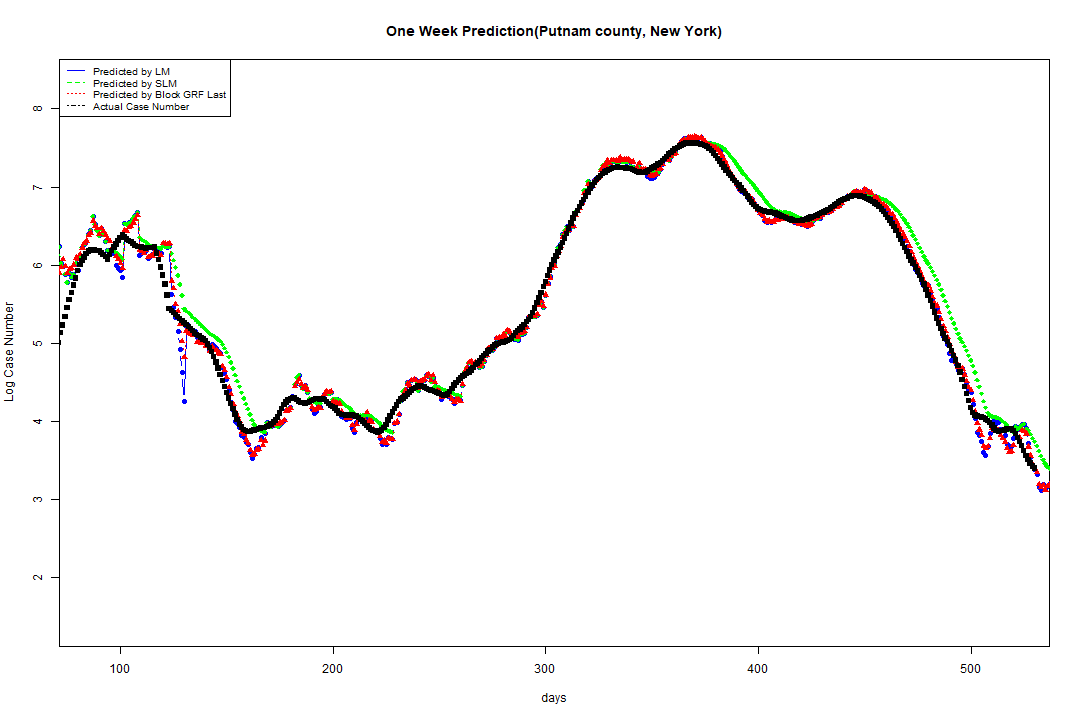 One Week Prediction(Putnam county, New York)
Predicted by LM
Predicted by SLM
Predicted by Block GRF Last
Actual Case Number
Log Case Number
8
7
6
5
4
3
2
100 200 300 400 500
days